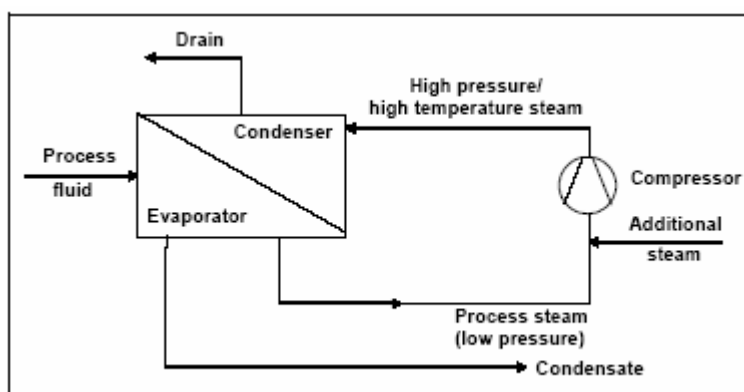 Drain
High pressure/
high temperature steam
Condenser
Process
fluid
Compressor
Evaporator
Additional
steam
Process steam
(low pressure)
Condensate